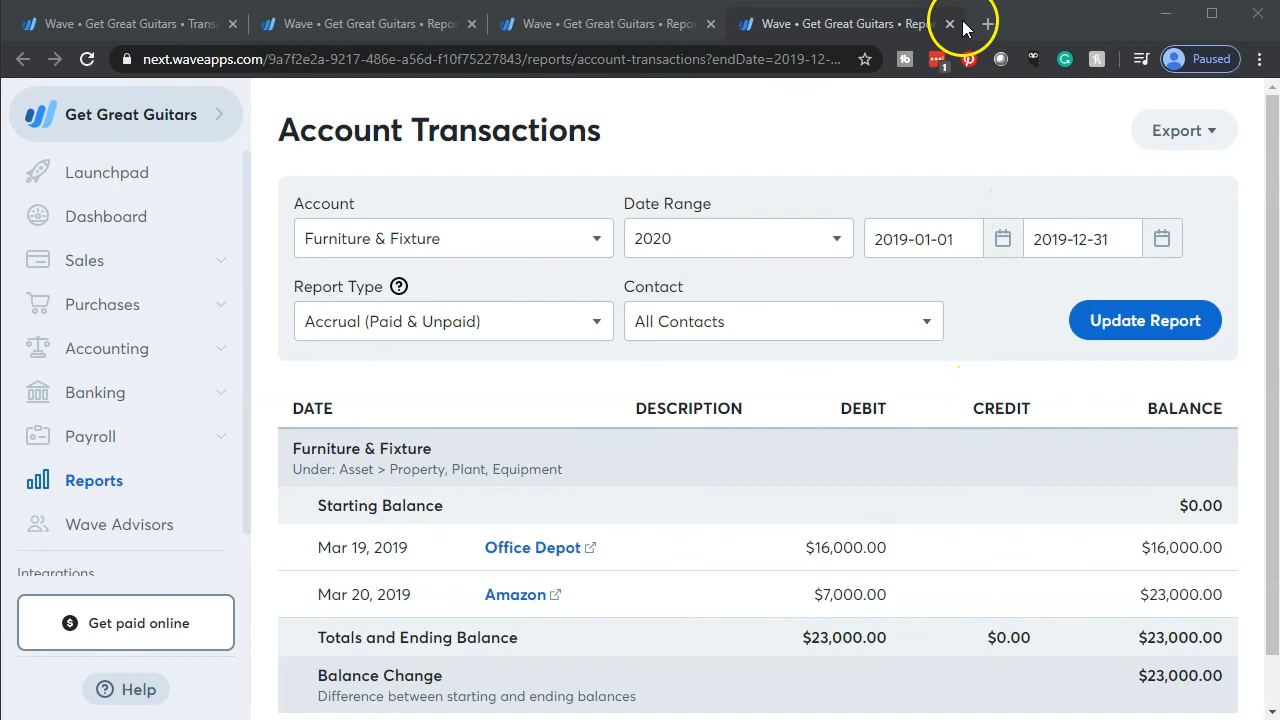 Wave • Get Great Guitars • Trans
Wave • Get Great Guitars • Repo
Wave • Get Great Guitars • Repor
Wave • Get Great Guitars • Repo
next.waveapps.com/9a7f2e2a-9217-486e-a56d-f10f75227843/reports/account-transactions?endDate=2019-12-...
1
Paused
Get Great Guitars
Launchpad
Dashboard
Sales
Purchases
Accounting
Banking
Payroll
Reports
Wave Advisors
Integrations
Get paid online
Help
Account Transactions
Export
Account
Date Range
Furniture & Fixture
2020
2019-01-01
2019-12-31
Report Type
Contact
Accrual (Paid & Unpaid)
All Contacts
Update Report
DATE DESCRIPTION DEBIT CREDIT BALANCE
Furniture & Fixture
Under: Asset > Property, Plant, Equipment
Starting Balance $0.00
Mar 19, 2019 Office Depot $16,000.00 $16,000.00
Mar 20, 2019 Amazon $7,000.00 $23,000.00
Totals and Ending Balance $23,000.00 $0.00 $23,000.00
Balance Change $23,000.00
Difference between starting and ending balances